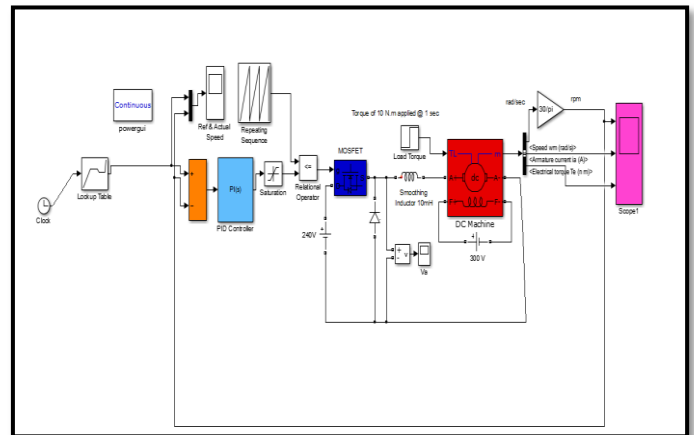 Continuous
powergui
Clock
Lookup Table
Ref & Actual
Speed
Repeating
Sequence
+
-
PI(s)
PID Controller
Saturation
<=
Relational
Operator
MOSFET
240V
Torque of 10 N.m applied @ 1 sec
Load Torque
Smoothing
Inductor 10mH
+
-
v
Va
TL
m
A+
dc
A-
F+
F-
DC Machine
300 V
rad/sec
30/pi
rpm
<Speed wm (rad/s)>
<Armature current ia (A)>
<Electrical torque Te (n m)>
Scope1